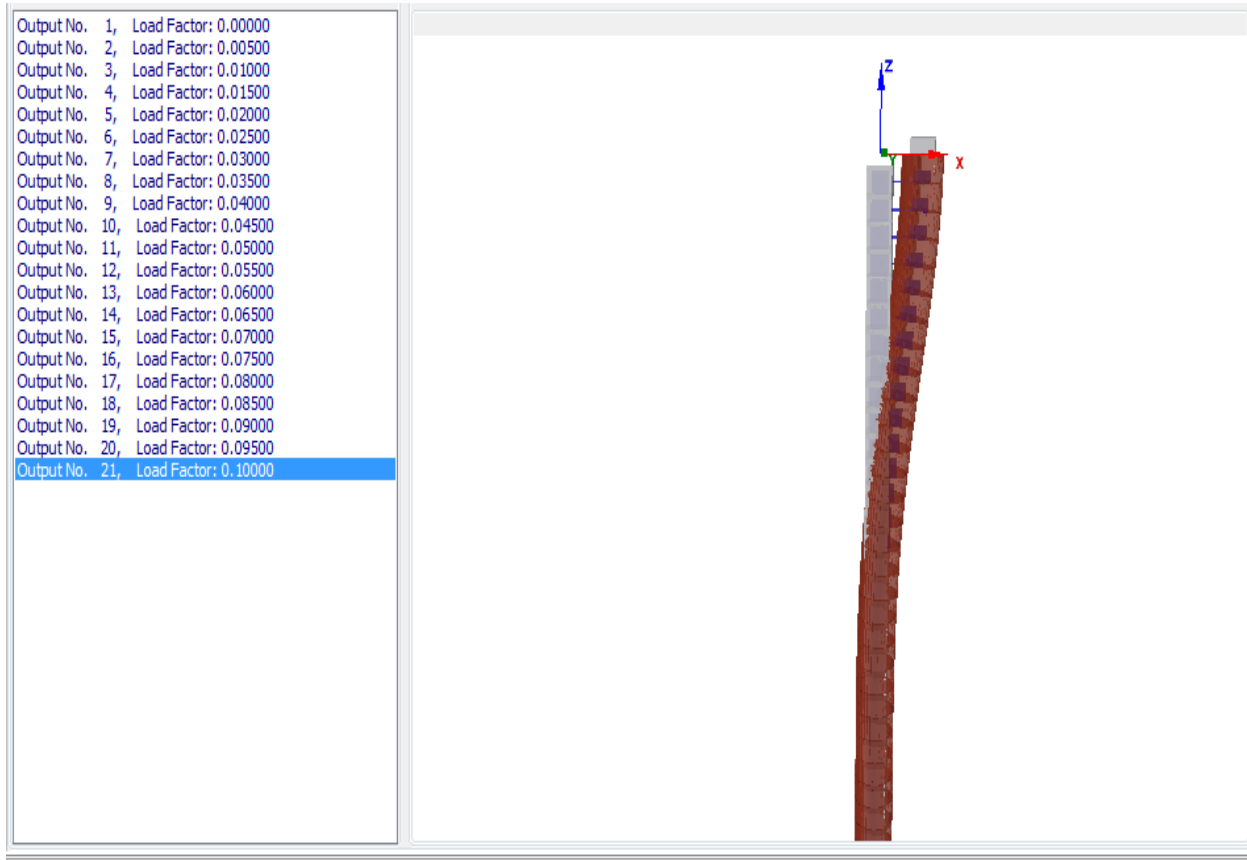 Output No. 1, Load Factor: 0.00000
Output No. 2, Load Factor: 0.00500
Output No. 3, Load Factor: 0.01000
Output No. 4, Load Factor: 0.01500
Output No. 5, Load Factor: 0.02000
Output No. 6, Load Factor: 0.02500
Output No. 7, Load Factor: 0.03000
Output No. 8, Load Factor: 0.03500
Output No. 9, Load Factor: 0.04000
Output No. 10, Load Factor: 0.04500
Output No. 11, Load Factor: 0.05000
Output No. 12, Load Factor: 0.05500
Output No. 13, Load Factor: 0.06000
Output No. 14, Load Factor: 0.06500
Output No. 15, Load Factor: 0.07000
Output No. 16, Load Factor: 0.07500
Output No. 17, Load Factor: 0.08000
Output No. 18, Load Factor: 0.08500
Output No. 19, Load Factor: 0.09000
Output No. 20, Load Factor: 0.09500
Output No. 21, Load Factor: 0.10000
Z
Y
X